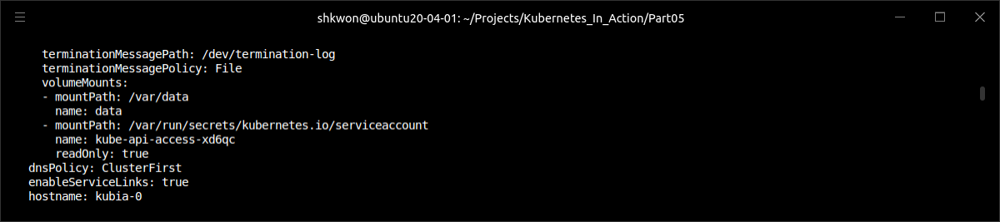 shkwon@ubuntu20-04-01: ~/Projects/Kubernetes_In_Action/Part05
terminationMessagePath: /dev/termination-log
terminationMessagePolicy: File
volumeMounts:
- mountPath: /var/data
name: data
- mountPath: /var/run/secrets/kubernetes.io/serviceaccount
name: kube-api-access-xd6qc
readOnly: true
dnsPolicy: ClusterFirst
enableServiceLinks: true
hostname: kubia-0